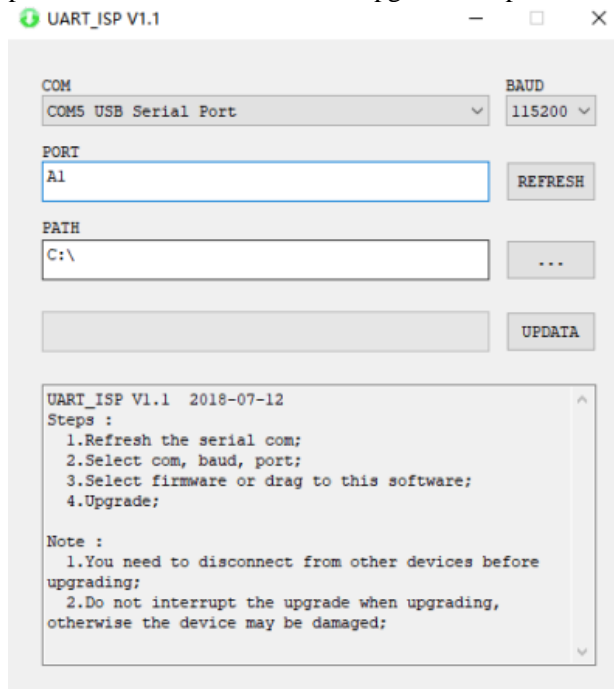 UART_ISP V1.1
COM
BAUD
COM5 USB Serial Port
115200
PORT
A1
REFRESH
PATH
C:\
...
UPDATA
UART_ISP V1.1  2018-07-12
Steps :
1.Refresh the serial com;
2.Select com, baud, port;
3.Select firmware or drag to this software;
4.Upgrade;
Note :
1.You need to disconnect from other devices before
upgrading;
2.Do not interrupt the upgrade when upgrading,
otherwise the device may be damaged;